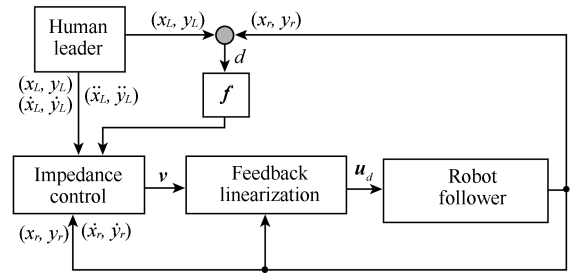 Human
leader
(x_L, y_L)
(x_r, y_r)
d
f
(x_L, y_L)
(ẋ_L, ẏ_L)
(ẍ_L, ÿ_L)
Impedance
control
v
Feedback
linearization
u_d
Robot
follower
(x_r, y_r)
(ẋ_r, ẏ_r)